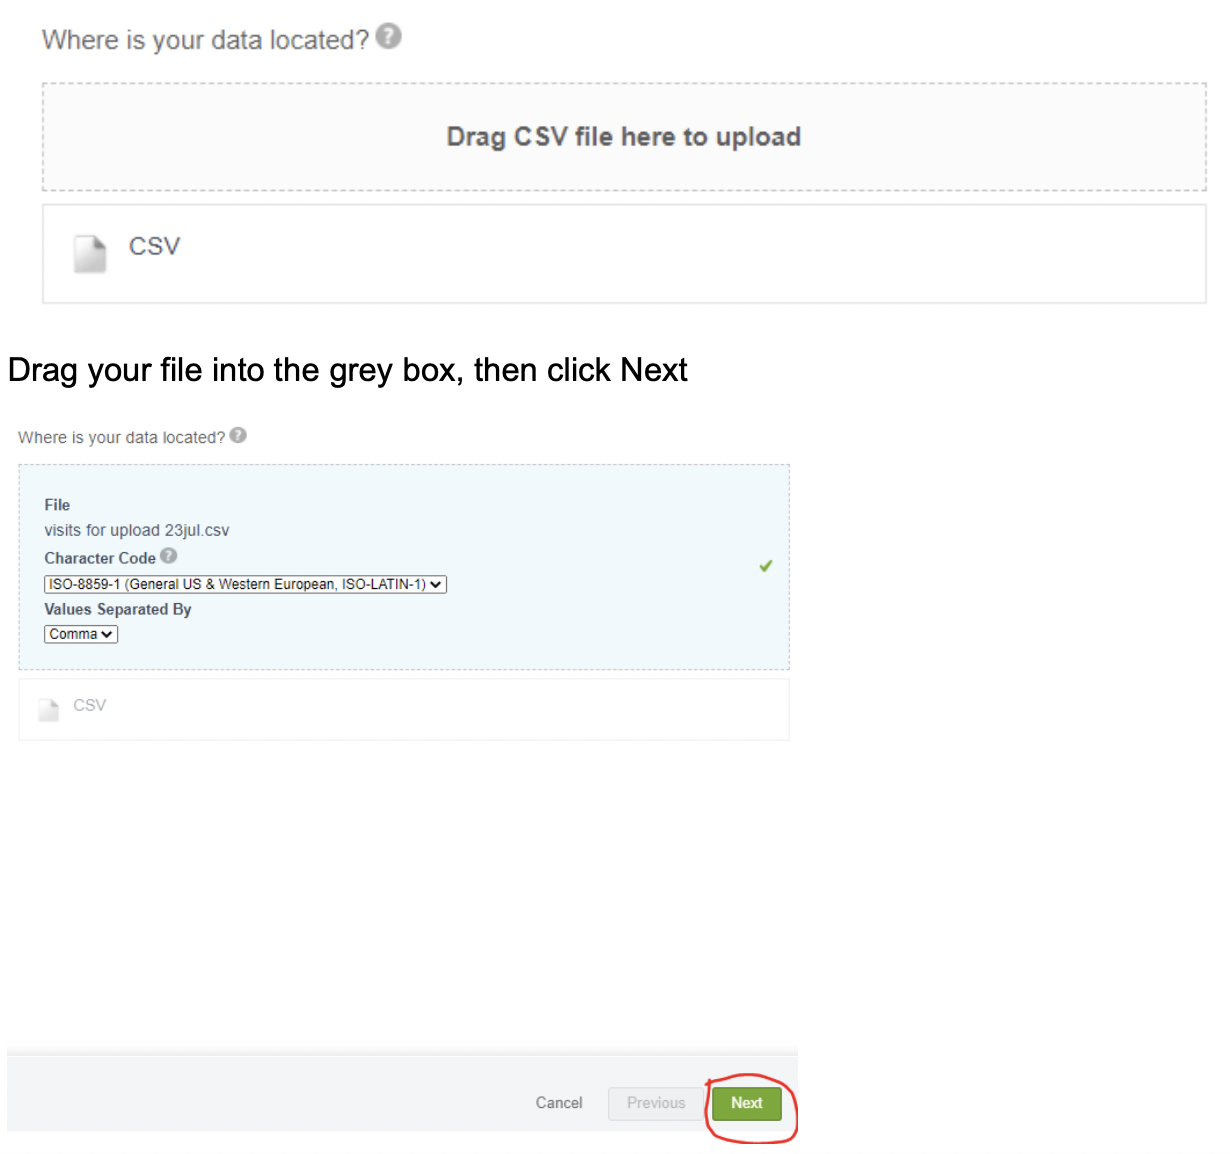 Where is your data located? ?
Drag CSV file here to upload
CSV
Drag your file into the grey box, then click Next
Where is your data located? ?
File
visits for upload 23jul.csv
Character Code ?
ISO-8859-1 (General US & Western European, ISO-LATIN-1)
Values Separated By
Comma
CSV
Cancel Previous Next